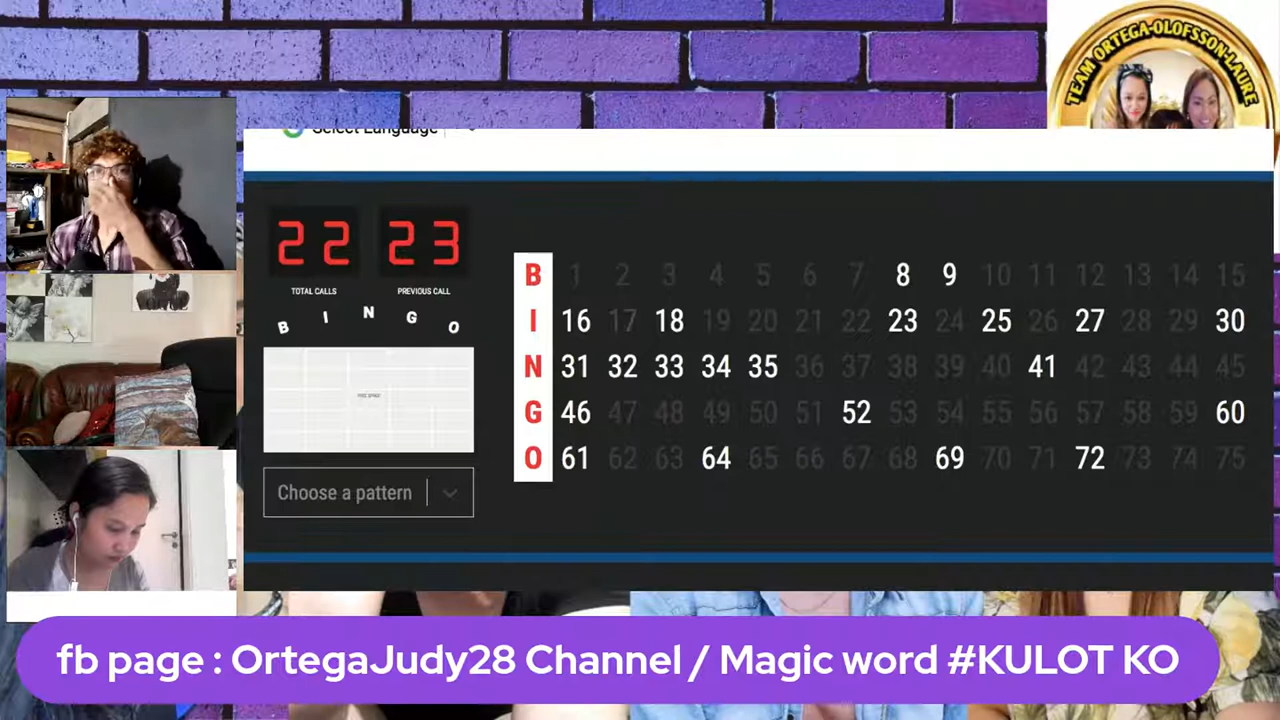 TEAM ORTEGA-OLOFSSON-LAURE
Select Language
22 23
TOTAL CALLS PREVIOUS CALL
B I N G O
FREE SPACE
Choose a pattern
B 1 2 3 4 5 6 7 8 9 10 11 12 13 14 15
I 16 17 18 19 20 21 22 23 24 25 26 27 28 29 30
N 31 32 33 34 35 36 37 38 39 40 41 42 43 44 45
G 46 47 48 49 50 51 52 53 54 55 56 57 58 59 60
O 61 62 63 64 65 66 67 68 69 70 71 72 73 74 75
fb page : OrtegaJudy28 Channel / Magic word #KULOT KO